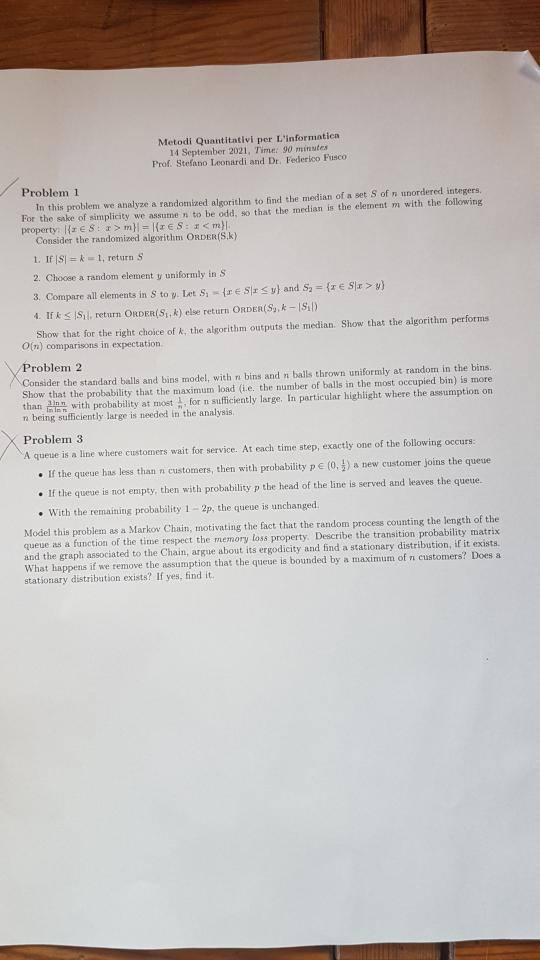 Metodi Quantitativi per L'informatica
14 September 2021, Time: 90 minutes
Prof. Stefano Leonardi and Dr. Federico Fusco
Problem 1
In this problem we analyze a randomized algorithm to find the median of a set S of n unordered integers.
For the sake of simplicity we assume n to be odd, so that the median is the element m with the following
property: |{x ∈ S : x > m}| = |{x ∈ S : x < m}|.
Consider the randomized algorithm ORDER(S,k)
1. If |S| = k = 1, return S
2. Choose a random element y uniformly in S
3. Compare all elements in S to y. Let S₁ = {x ∈ S|x ≤ y} and S₂ = {x ∈ S|x > y}
4. If k ≤ |S₁|, return ORDER(S₁, k) else return ORDER(S₂, k − |S₁|)
Show that for the right choice of k, the algorithm outputs the median. Show that the algorithm performs
O(n) comparisons in expectation.
Problem 2
Consider the standard balls and bins model, with n bins and n balls thrown uniformly at random in the bins.
Show that the probability that the maximum load (i.e. the number of balls in the most occupied bin) is more
than 3 ln n / ln ln n with probability at most 1/n, for n sufficiently large. In particular highlight where the assumption on
n being sufficiently large is needed in the analysis.
Problem 3
A queue is a line where customers wait for service. At each time step, exactly one of the following occurs:
• If the queue has less than n customers, then with probability p ∈ (0, 1/2) a new customer joins the queue
• If the queue is not empty, then with probability p the head of the line is served and leaves the queue.
• With the remaining probability 1 − 2p, the queue is unchanged.
Model this problem as a Markov Chain, motivating the fact that the random process counting the length of the
queue as a function of the time respect the memory loss property. Describe the transition probability matrix
and the graph associated to the Chain, argue about its ergodicity and find a stationary distribution, if it exists.
What happens if we remove the assumption that the queue is bounded by a maximum of n customers? Does a
stationary distribution exists? If yes, find it.